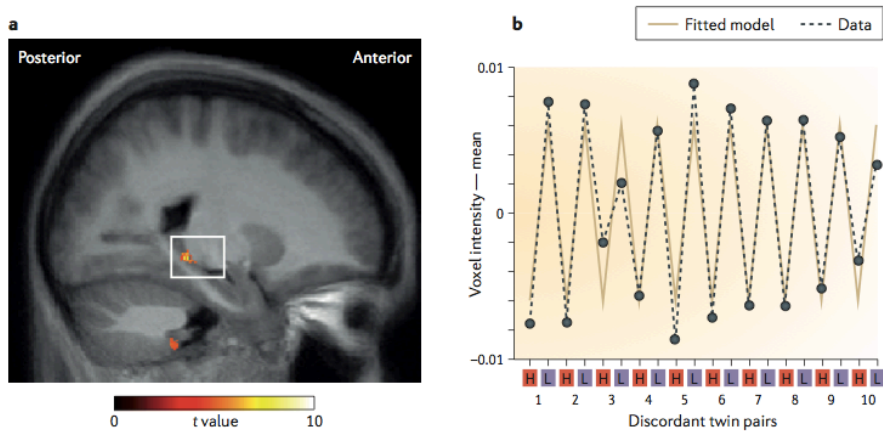 a
Posterior
Anterior
0
t value
10
b
Fitted model
Data
0.01
0
-0.01
Voxel intensity — mean
H L H L H L H L H L H L H L H L H L H L
1 2 3 4 5 6 7 8 9 10
Discordant twin pairs